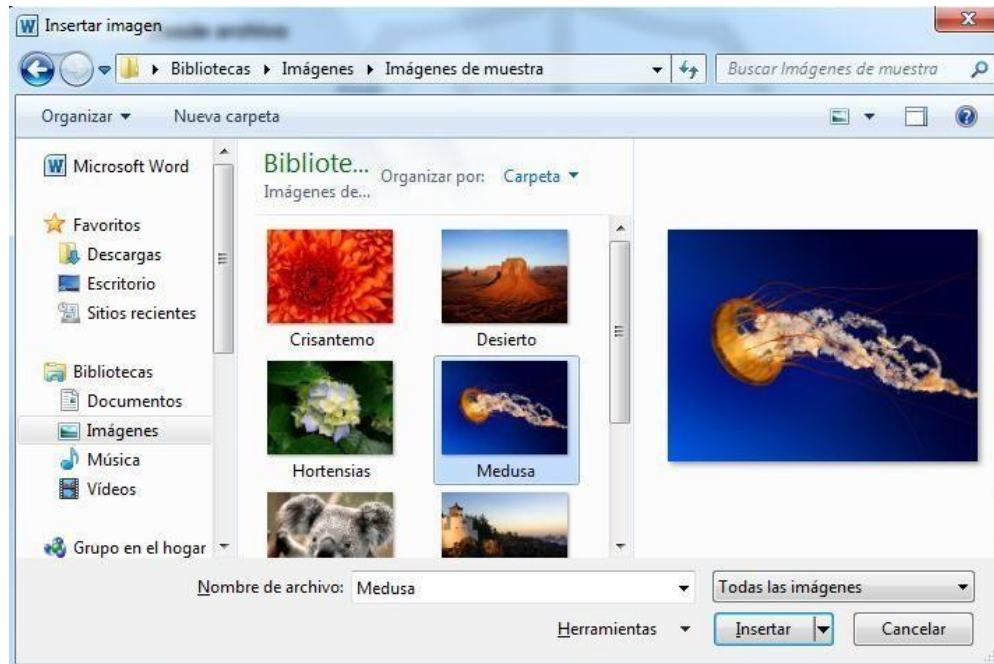 Insertar imagen
Bibliotecas Imágenes Imágenes de muestra
Buscar Imágenes de muestra
Organizar Nueva carpeta
Microsoft Word
Favoritos
Descargas
Escritorio
Sitios recientes
Bibliotecas
Documentos
Imágenes
Música
Vídeos
Grupo en el hogar
Bibliote...
Imágenes de...
Organizar por: Carpeta
Crisantemo
Desierto
Hortensias
Medusa
Nombre de archivo: Medusa
Todas las imágenes
Herramientas
Insertar
Cancelar